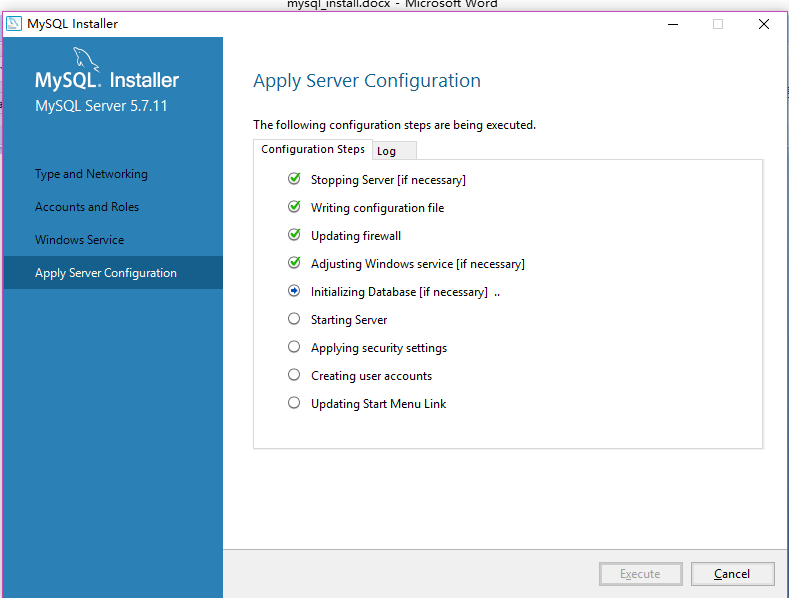 mysql_install.docx - Microsoft Word
MySQL Installer
MySQL. Installer
MySQL Server 5.7.11
Type and Networking
Accounts and Roles
Windows Service
Apply Server Configuration
Apply Server Configuration
The following configuration steps are being executed.
Configuration Steps Log
Stopping Server [if necessary]
Writing configuration file
Updating firewall
Adjusting Windows service [if necessary]
Initializing Database [if necessary] ..
Starting Server
Applying security settings
Creating user accounts
Updating Start Menu Link
Execute Cancel